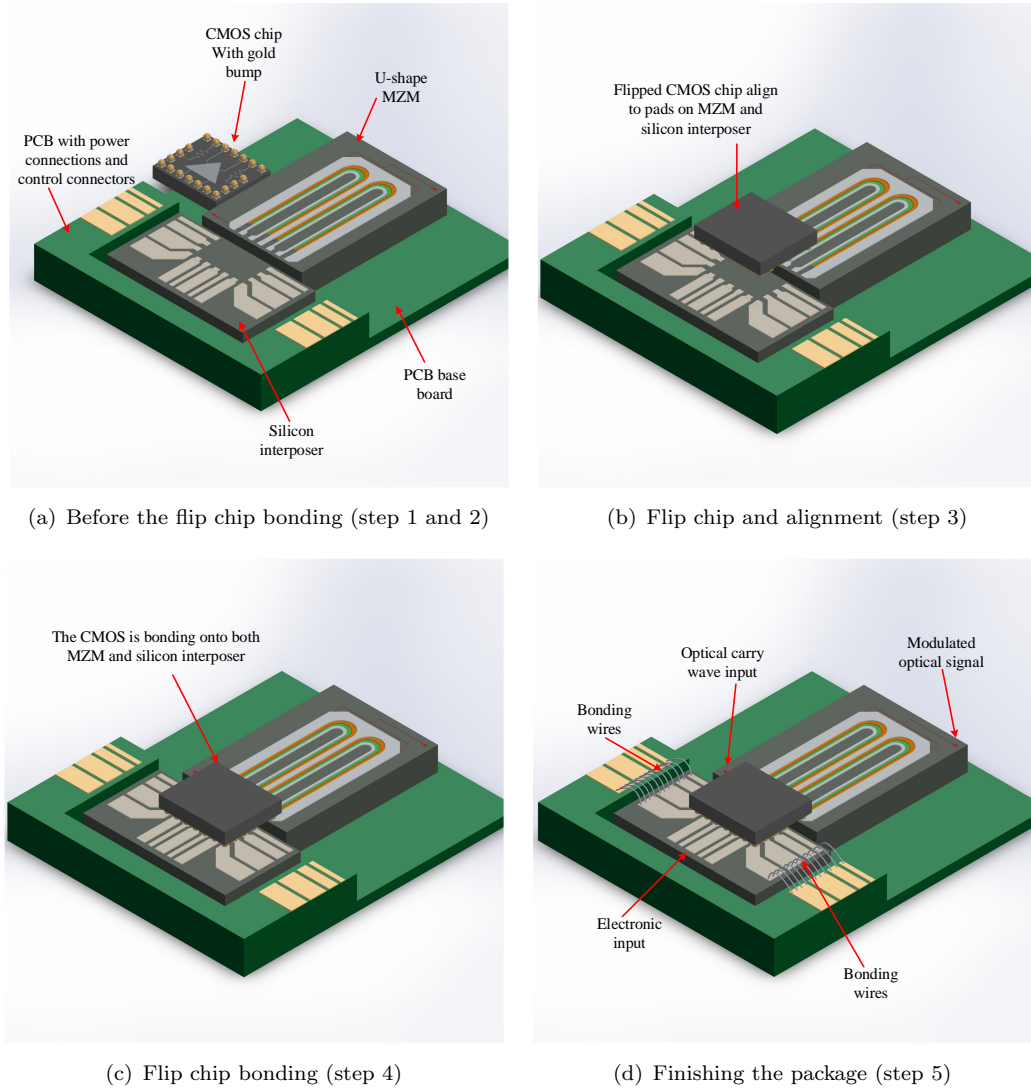 CMOS chip
With gold
bump
U-shape
MZM
PCB with power
connections and
control connectors
PCB base
board
Silicon
interposer
(a) Before the flip chip bonding (step 1 and 2)
Flipped CMOS chip align
to pads on MZM and
silicon interposer
(b) Flip chip and alignment (step 3)
The CMOS is bonding onto both
MZM and silicon interposer
(c) Flip chip bonding (step 4)
Optical carry
wave input
Modulated
optical signal
Bonding
wires
Electronic
input
Bonding
wires
(d) Finishing the package (step 5)